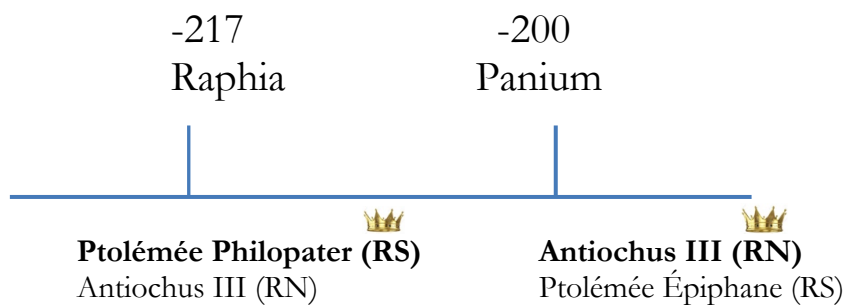 -217
Raphia
-200
Panium
Ptolémée Philopater (RS)
Antiochus III (RN)
Antiochus III (RN)
Ptolémée Épiphane (RS)